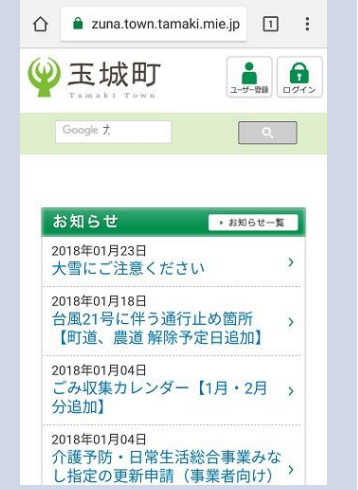 zuna.town.tamaki.mie.jp
1
玉城町
Tamaki Town
ユーザー登録
ログイン
Google カ
お知らせ
お知らせ一覧
2018年01月23日
大雪にご注意ください
2018年01月18日
台風21号に伴う通行止め箇所
【町道、農道 解除予定日追加】
2018年01月04日
ごみ収集カレンダー【1月・2月
分追加】
2018年01月04日
介護予防・日常生活総合事業みな
し指定の更新申請（事業者向け）